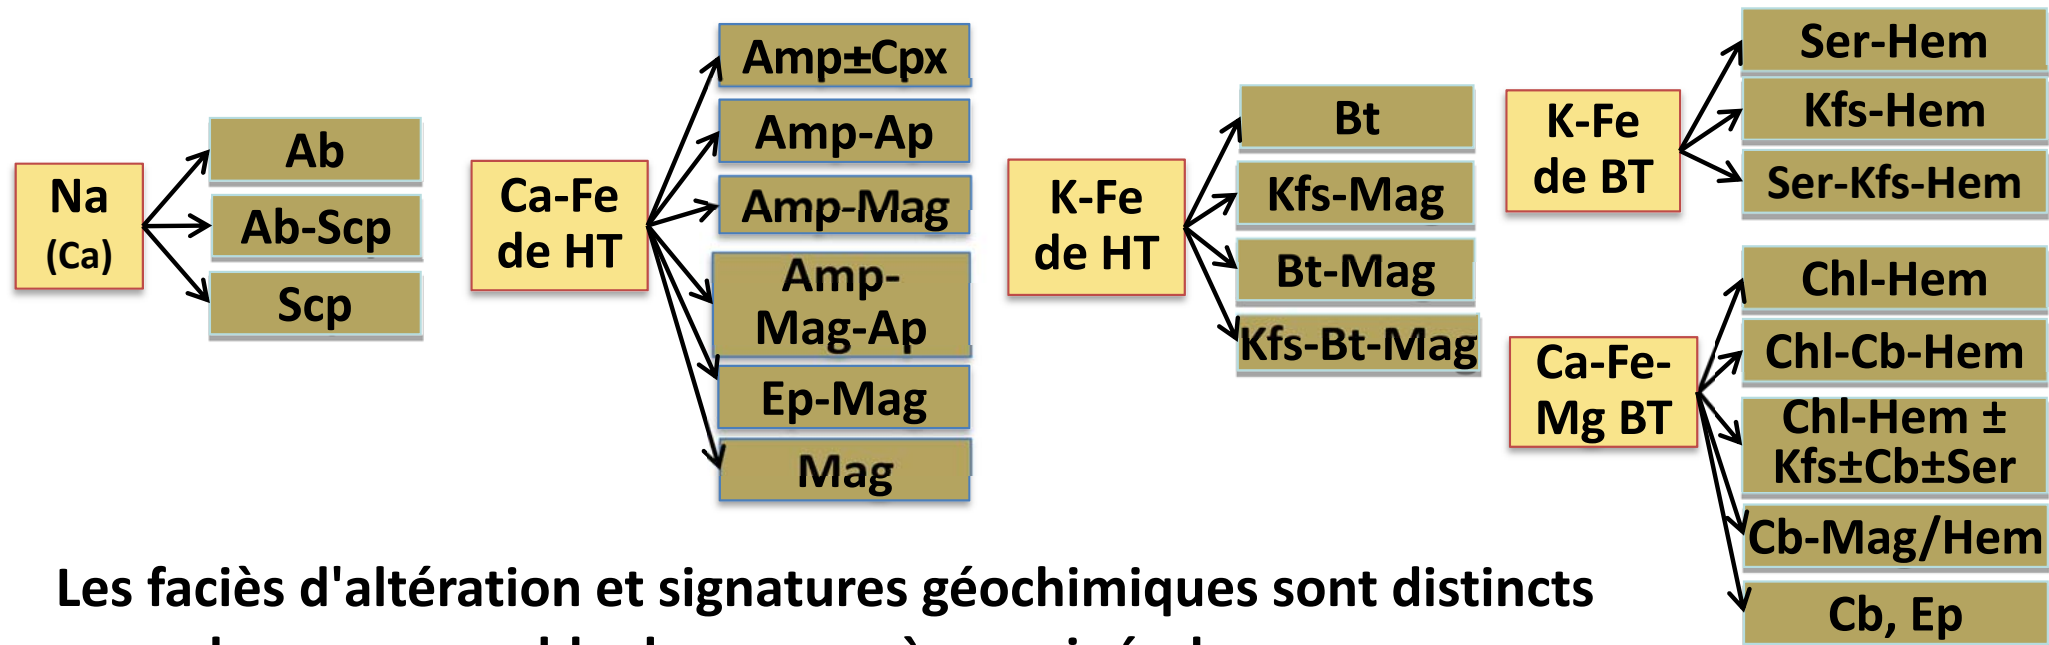 Na
(Ca)
Ab
Ab-Scp
Scp
Ca-Fe
de HT
Amp±Cpx
Amp-Ap
Amp-Mag
Amp-
Mag-Ap
Ep-Mag
Mag
K-Fe
de HT
Bt
Kfs-Mag
Bt-Mag
Kfs-Bt-Mag
K-Fe
de BT
Ser-Hem
Kfs-Hem
Ser-Kfs-Hem
Ca-Fe-
Mg BT
Chl-Hem
Chl-Cb-Hem
Chl-Hem ±
Kfs±Cb±Ser
Cb-Mag/Hem
Cb, Ep
Les faciès d'altération et signatures géochimiques sont distincts